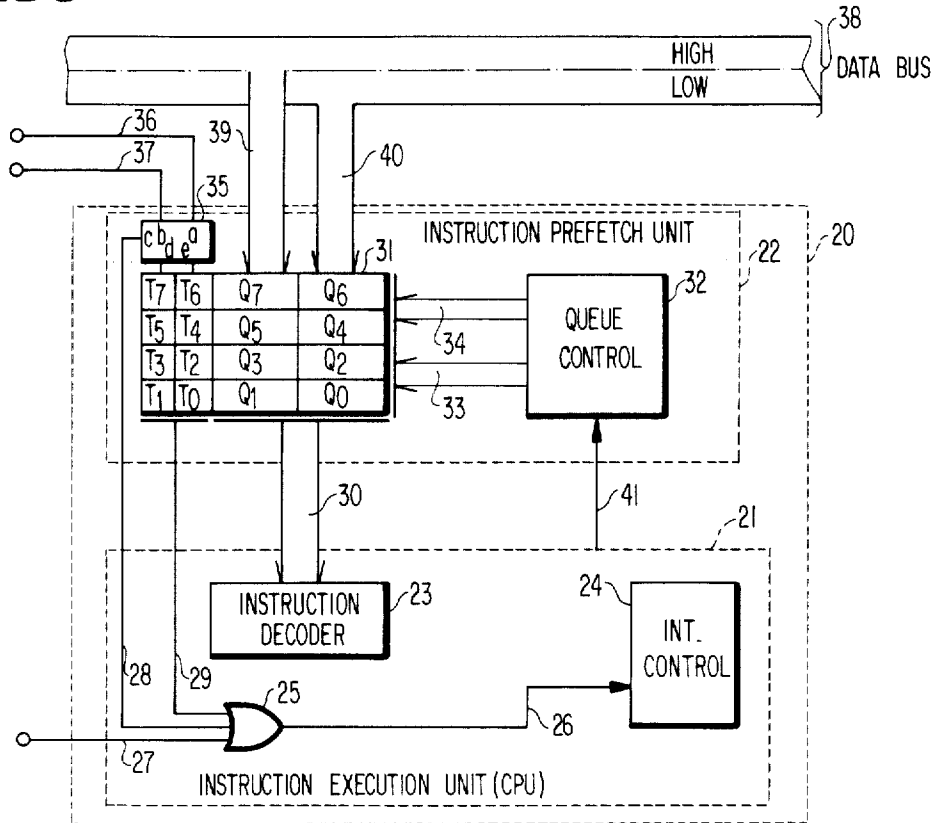 38
HIGH
LOW
DATA BUS
36
37
39
40
35
c b d e a
INSTRUCTION PREFETCH UNIT
20
22
31
32
T7 T6 Q7 Q6
T5 T4 Q5 Q4
T3 T2 Q3 Q2
T1 T0 Q1 Q0
34
33
QUEUE
CONTROL
30
41
21
INSTRUCTION
DECODER
23
24
INT_
CONTROL
28
29
25
26
27
INSTRUCTION EXECUTION UNIT (CPU)